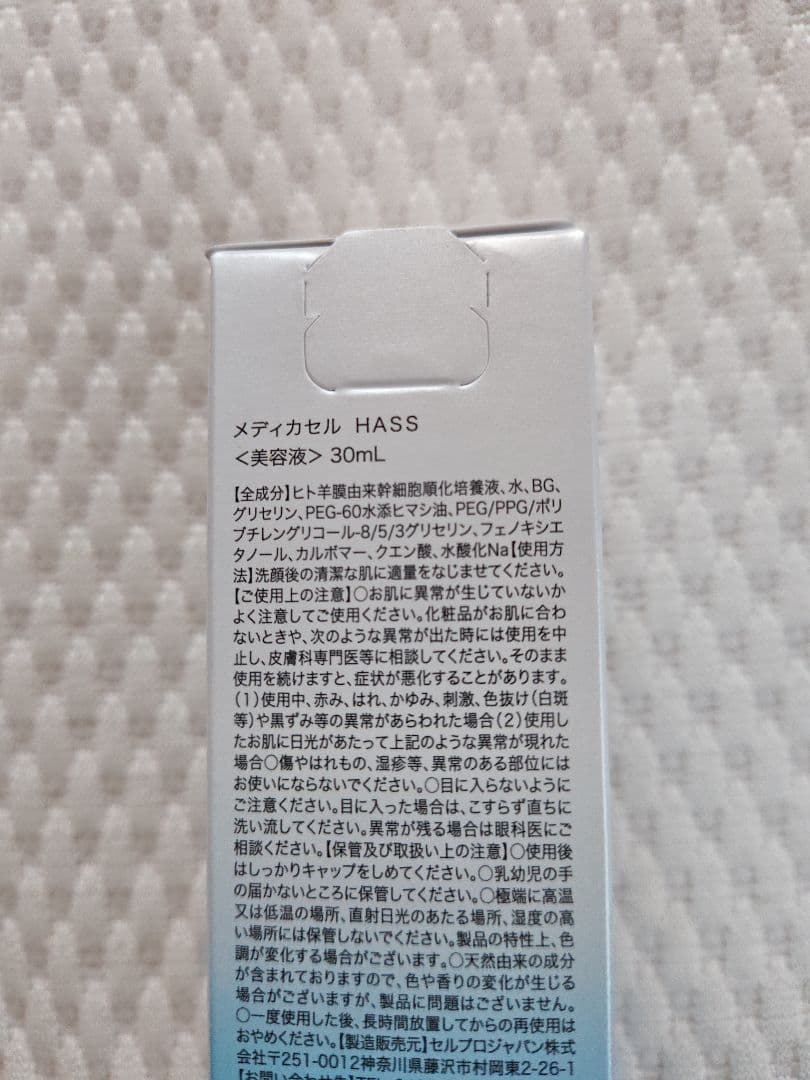 メディカセル HASS
<美容液> 30mL
【全成分】ヒト羊膜由来幹細胞順化培養液、水、BG、
グリセリン、PEG-60水添ヒマシ油、PEG/PPG/ポリ
ブチレングリコール-8/5/3グリセリン、フェノキシエ
タノール、カルボマー、クエン酸、水酸化Na【使用方
法】洗顔後の清潔な肌に適量をなじませてください。
【ご使用上の注意】○お肌に異常が生じていないか
よく注意してご使用ください。化粧品がお肌に合わ
ないときや、次のような異常が出た時には使用を中
止し、皮膚科専門医等に相談してください。そのまま
使用を続けますと、症状が悪化することがあります。
(1)使用中、赤み、はれ、かゆみ、刺激、色抜け(白斑
等)や黒ずみ等の異常があらわれた場合(2)使用し
たお肌に日光があたって上記のような異常が現れた
場合○傷やはれもの、湿疹等、異常のある部位には
お使いにならないでください。○目に入らないように
ご注意ください。目に入った場合は、こすらず直ちに
洗い流してください。異常が残る場合は眼科医にご
相談ください。【保管及び取扱い上の注意】○使用後
はしっかりキャップをしめてください。○乳幼児の手
の届かないところに保管してください。○極端に高温
又は低温の場所、直射日光のあたる場所、湿度の高
い場所には保管しないでください。製品の特性上、色
調が変化する場合がございます。○天然由来の成分
が含まれておりますので、色や香りの変化が生じる
場合がございますが、製品に問題はございません。
○一度使用した後、長時間放置してからの再使用は
おやめください。【製造販売元】セルプロジャパン株式
会社〒251-0012神奈川県藤沢市村岡東2-26-1
【お問い合わせ先】TEL